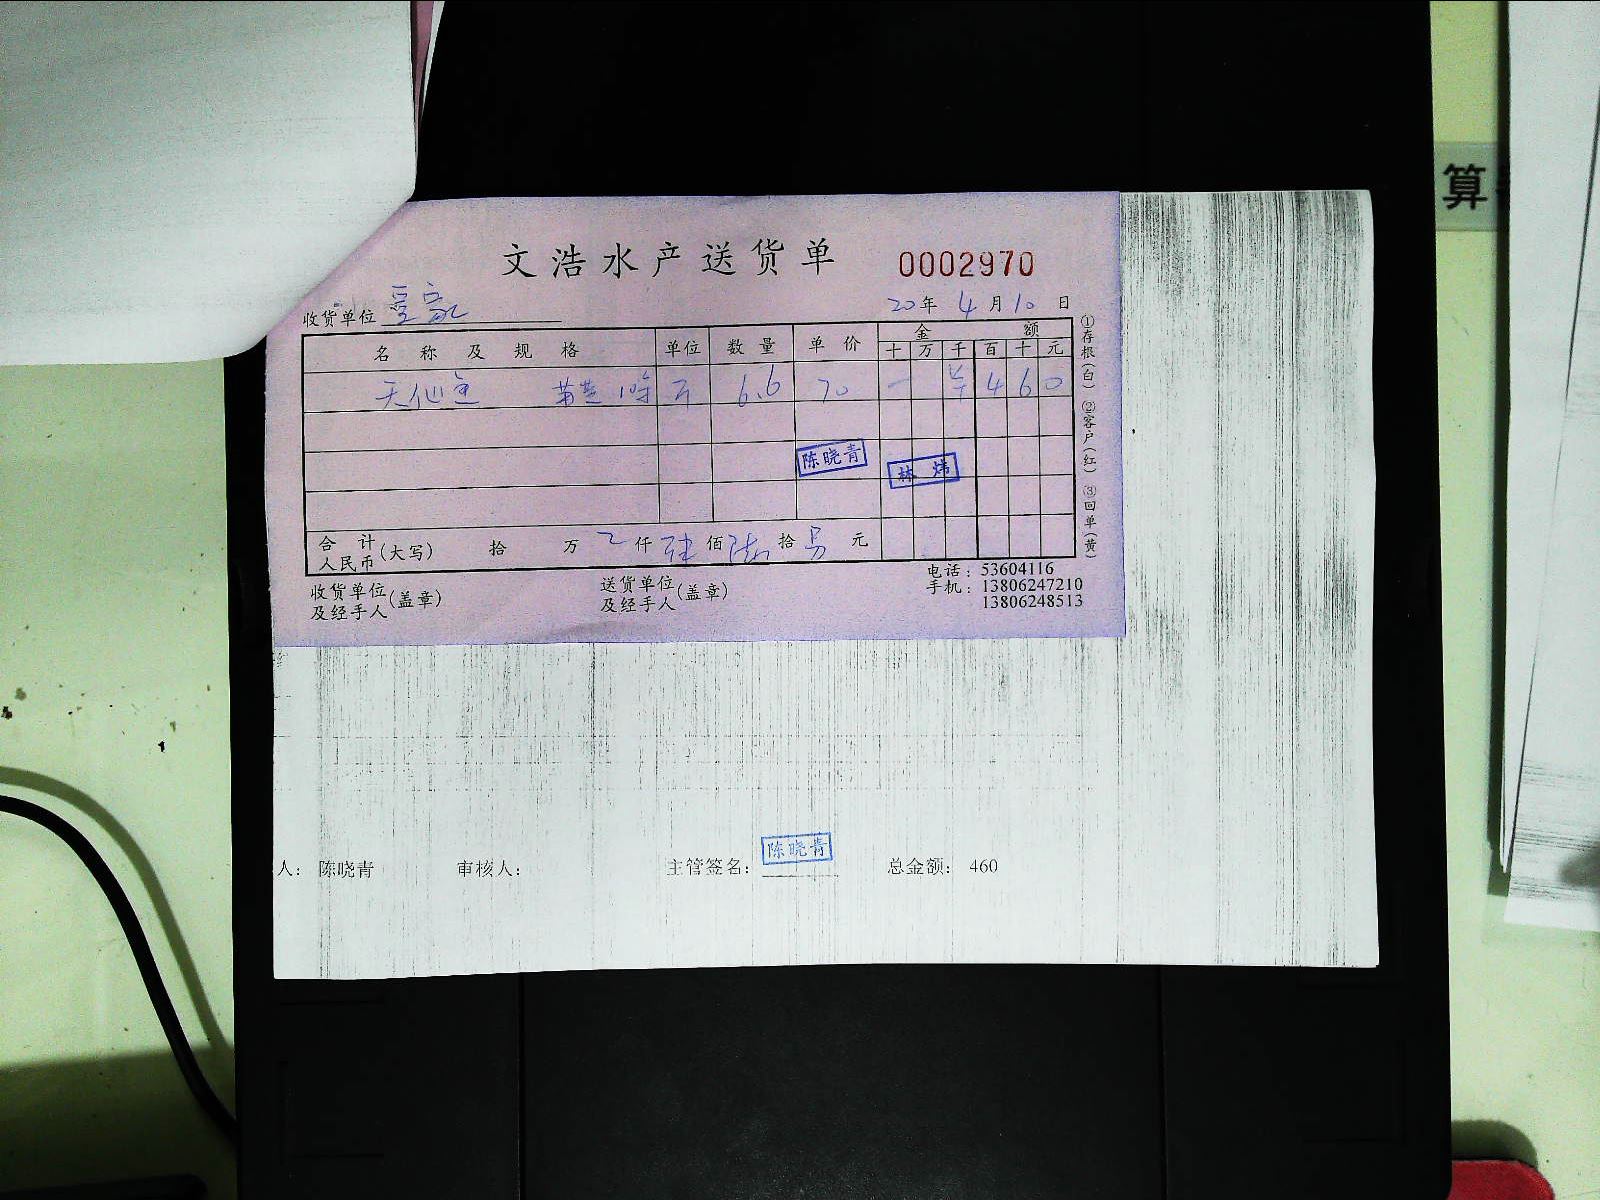 算
文浩水产送货单 0002970
收货单位
20年 4月 10日
名称及规格 单位 数量 单价 金额
十 万 千 百 十 元
6.6 70 ¥ 4 6 0
陈晓青
林炜
合计人民币(大写) 拾 万 仟 佰 陆 拾 元
①存根(白) ②客户(红) ③回单(黄)
收货单位及经手人(盖章) 送货单位及经手人(盖章)
电话:53604116
手机:13806247210
13806248513
陈晓青
人: 陈晓青 审核人: 主管签名: 总金额: 460